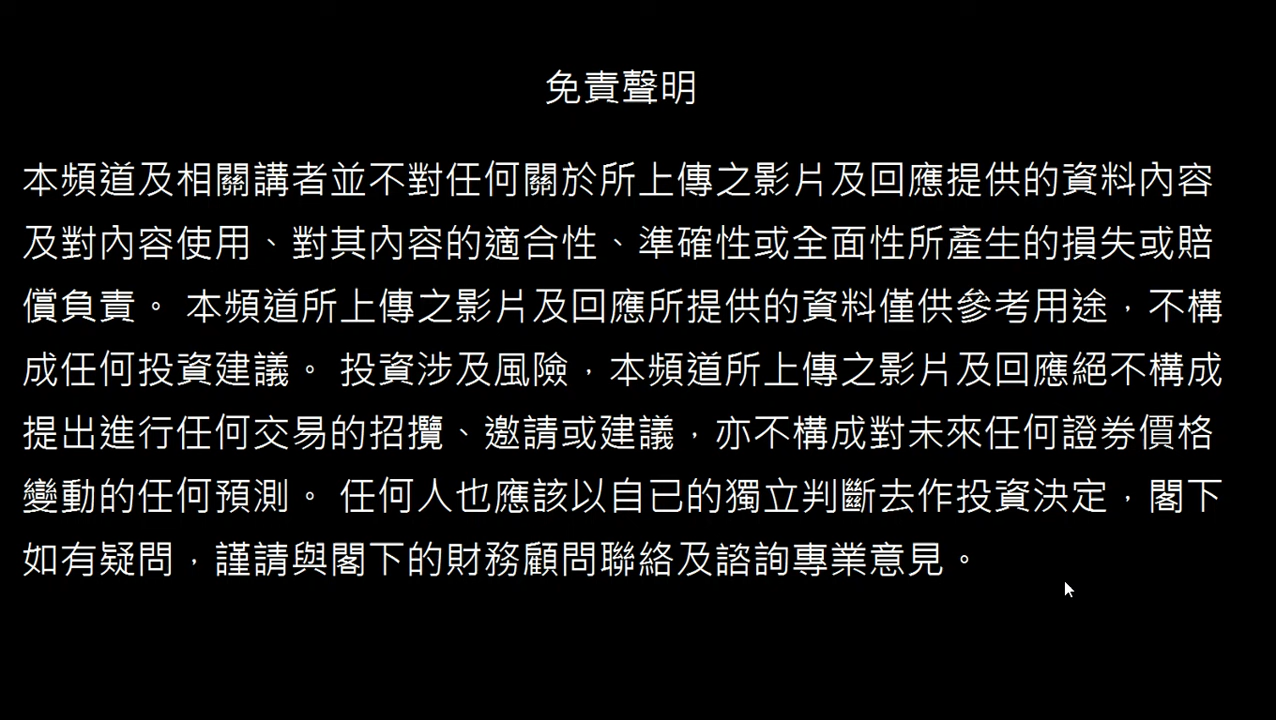 免責聲明
本頻道及相關講者並不對任何關於所上傳之影片及回應提供的資料內容
及對內容使用、對其內容的適合性、準確性或全面性所產生的損失或賠
償負責。 本頻道所上傳之影片及回應所提供的資料僅供參考用途，不構
成任何投資建議。 投資涉及風險，本頻道所上傳之影片及回應絕不構成
提出進行任何交易的招攬、邀請或建議，亦不構成對未來任何證券價格
變動的任何預測。 任何人也應該以自已的獨立判斷去作投資決定，閣下
如有疑問，謹請與閣下的財務顧問聯絡及諮詢專業意見。